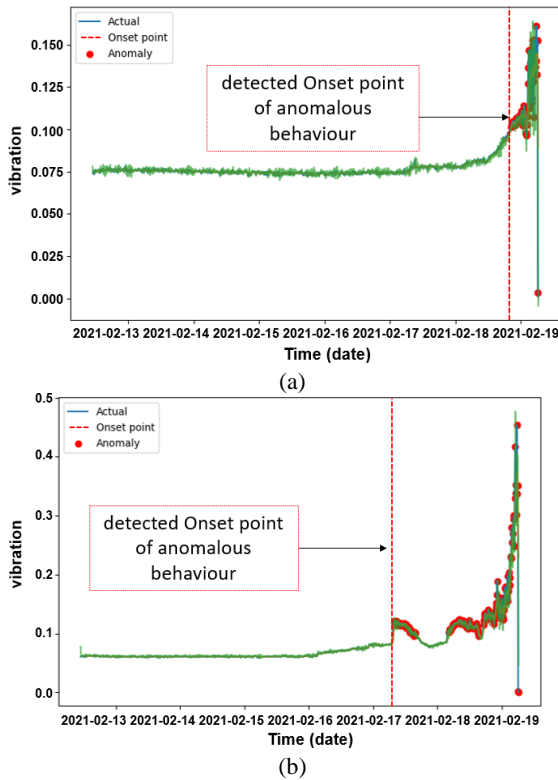 Actual
Onset point
Anomaly
0.150
0.125
0.100
0.075
0.050
0.025
0.000
vibration
detected Onset point
of anomalous
behaviour
2021-02-13 2021-02-14 2021-02-15 2021-02-16 2021-02-17 2021-02-18 2021-02-19
Time (date)
(a)
Actual
Onset point
Anomaly
0.5
0.4
0.3
0.2
0.1
0.0
vibration
detected Onset point
of anomalous
behaviour
2021-02-13 2021-02-14 2021-02-15 2021-02-16 2021-02-17 2021-02-18 2021-02-19
Time (date)
(b)